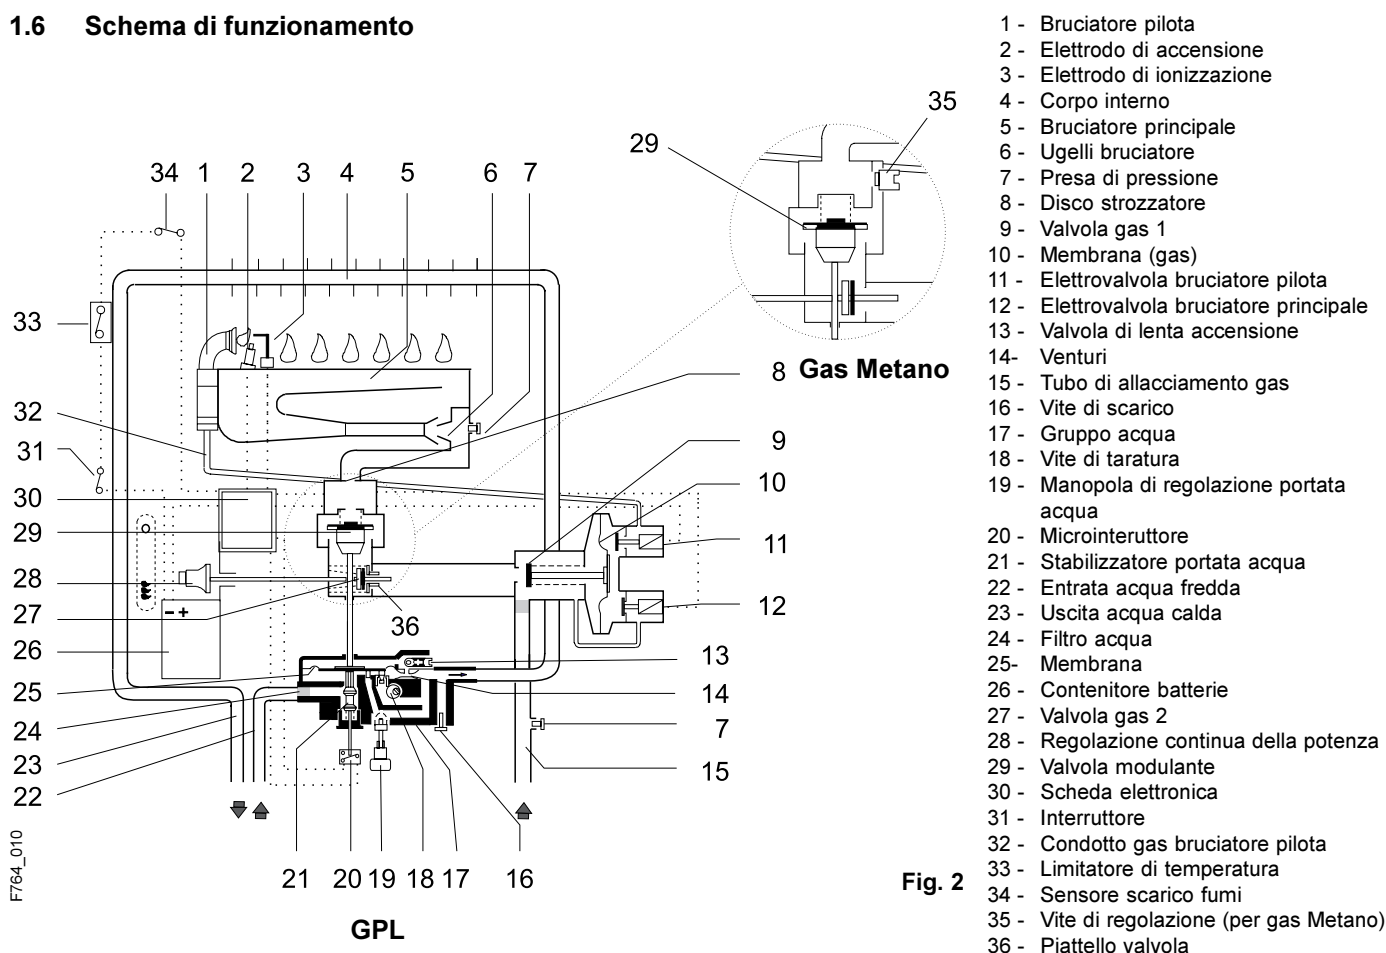 1.6 Schema di funzionamento
34 1 2 3 4 5 6 7
29
35
33
32
31
30
29
28
27
26
25
24
23
22
8 Gas Metano
9
10
11
12
36
13
14
7
15
21 20 19 18 17 16
- +
F764_010
GPL
Fig. 2
1 - Bruciatore pilota
2 - Elettrodo di accensione
3 - Elettrodo di ionizzazione
4 - Corpo interno
5 - Bruciatore principale
6 - Ugelli bruciatore
7 - Presa di pressione
8 - Disco strozzatore
9 - Valvola gas 1
10 - Membrana (gas)
11 - Elettrovalvola bruciatore pilota
12 - Elettrovalvola bruciatore principale
13 - Valvola di lenta accensione
14- Venturi
15 - Tubo di allacciamento gas
16 - Vite di scarico
17 - Gruppo acqua
18 - Vite di taratura
19 - Manopola di regolazione portata
acqua
20 - Microinteruttore
21 - Stabilizzatore portata acqua
22 - Entrata acqua fredda
23 - Uscita acqua calda
24 - Filtro acqua
25- Membrana
26 - Contenitore batterie
27 - Valvola gas 2
28 - Regolazione continua della potenza
29 - Valvola modulante
30 - Scheda elettronica
31 - Interruttore
32 - Condotto gas bruciatore pilota
33 - Limitatore di temperatura
34 - Sensore scarico fumi
35 - Vite di regolazione (per gas Metano)
36 - Piattello valvola